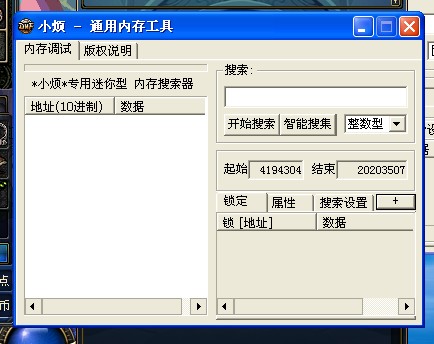 小烦 - 通用内存工具
内存调试 版权说明
*小烦*专用迷你型 内存搜索器
地址(10进制) 数据
搜索:
开始搜索 智能搜集 整数型
起始 4194304 结束 20203507
锁定 属性 搜索设置 +
锁 [地址] 数据
点
币